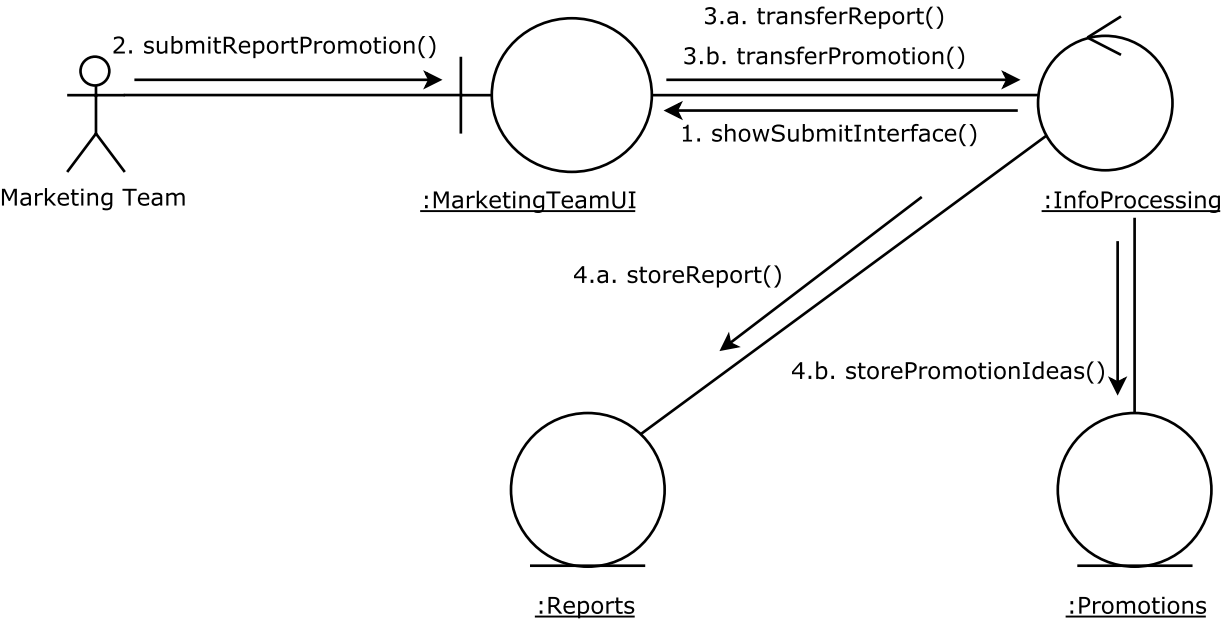 3.a. transferReport()
2. submitReportPromotion()
3.b. transferPromotion()
1. showSubmitInterface()
Marketing Team
:MarketingTeamUI
:InfoProcessing
4.a. storeReport()
4.b. storePromotionIdeas()
:Reports
:Promotions